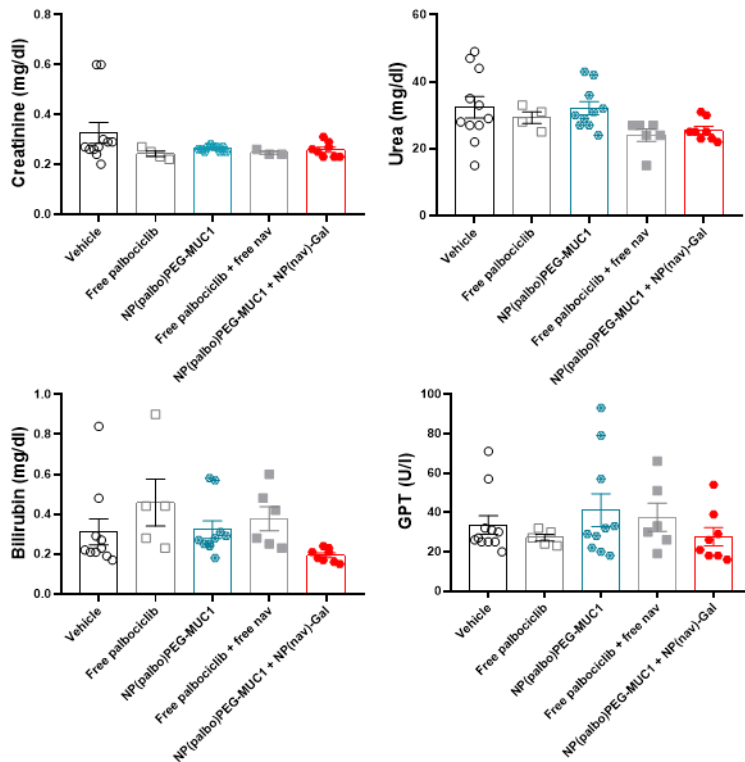 Creatinine (mg/dl)
0.8
0.6
0.4
0.2
0.0
Vehicle
Free palbociclib
NP(palbo)PEG-MUC1
Free palbociclib + free nav
NP(palbo)PEG-MUC1 + NP(nav)-Gal
Urea (mg/dl)
60
40
20
0
Vehicle
Free palbociclib
NP(palbo)PEG-MUC1
Free palbociclib + free nav
NP(palbo)PEG-MUC1 + NP(nav)-Gal
Bilirubin (mg/dl)
1.0
0.8
0.6
0.4
0.2
0.0
Vehicle
Free palbociclib
NP(palbo)PEG-MUC1
Free palbociclib + free nav
NP(palbo)PEG-MUC1 + NP(nav)-Gal
GPT (U/l)
100
80
60
40
20
0
Vehicle
Free palbociclib
NP(palbo)PEG-MUC1
Free palbociclib + free nav
NP(palbo)PEG-MUC1 + NP(nav)-Gal